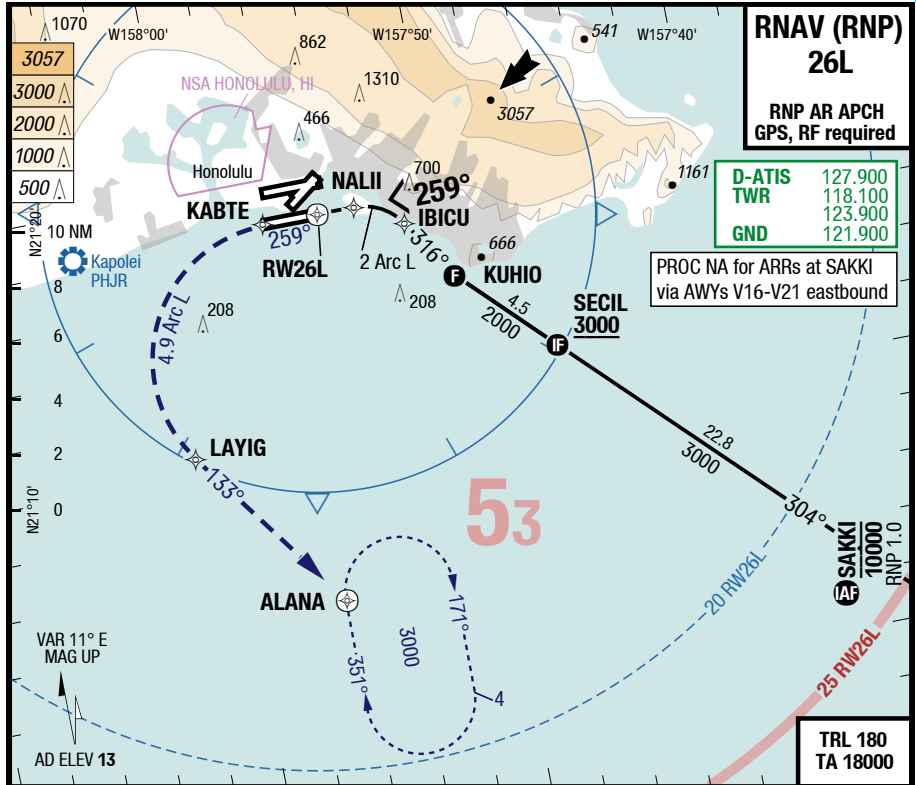 1070
W158°00'
862
W157°50'
541
W157°40'
RNAV (RNP)
26L
RNP AR APCH
GPS, RF required
3057
3000
2000
1000
500
NSA HONOLULU, HI
1310
466
3057
Honolulu
NALII
700
259°
IBICU
1161
D-ATIS 127.900
TWR 118.100
123.900
GND 121.900
KABTE
259°
RW26L
2 Arc L
316°
666
KUHIO
PROC NA for ARRs at SAKKI
via AWYs V16-V21 eastbound
N21°20'
10 NM
Kapolei
PHJR
8
6
4
2
0
N21°10'
4.9 Arc L
208
208
4.5
2000
F
SECIL
3000
IF
LAYIG
133°
22.8
3000
304°
53
SAKKI
10000
RNP 1.0
IAF
ALANA
171°
3000
351°
4
20 RW26L
25 RW26L
VAR 11° E
MAG UP
AD ELEV 13
TRL 180
TA 18000